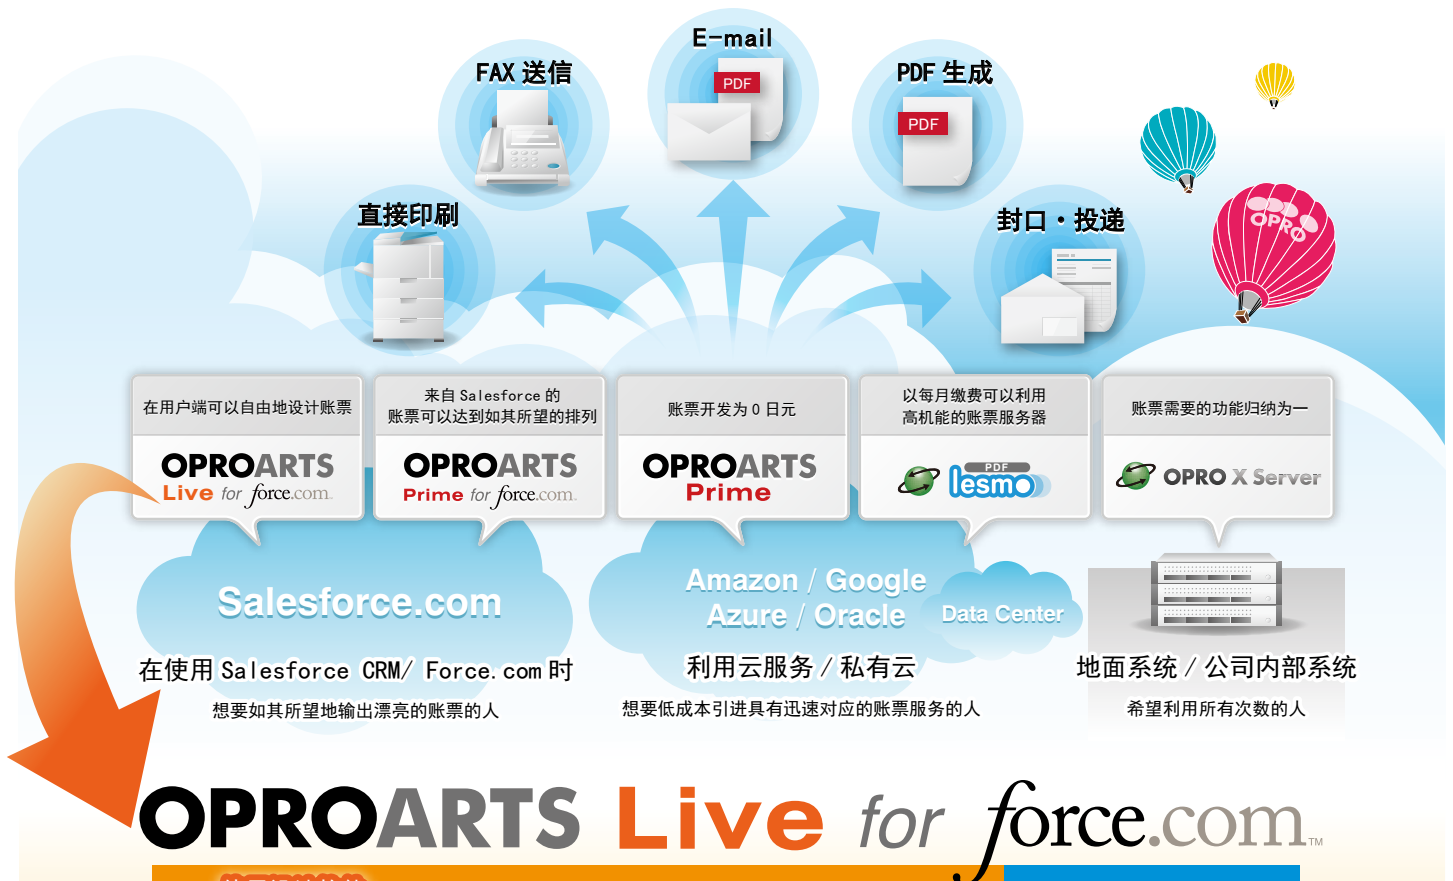 E-mail
PDF
FAX 送信
PDF 生成
PDF
直接印刷
封口・投递
OPRO
在用户端可以自由地设计账票
OPROARTS
Live for force.com.
来自 Salesforce 的
账票可以达到如其所望的排列
OPROARTS
Prime for force.com.
账票开发为 0 日元
OPROARTS
Prime
以每月缴费可以利用
高机能的账票服务器
PDF
lesmo
账票需要的功能归纳为一
OPRO X Server
Salesforce.com
在使用 Salesforce CRM/ Force.com 时
想要如其所望地输出漂亮的账票的人
Amazon / Google
Azure / Oracle
Data Center
利用云服务 / 私有云
想要低成本引进具有迅速对应的账票服务的人
地面系统 / 公司内部系统
希望利用所有次数的人
OPROARTS Live for force.com™